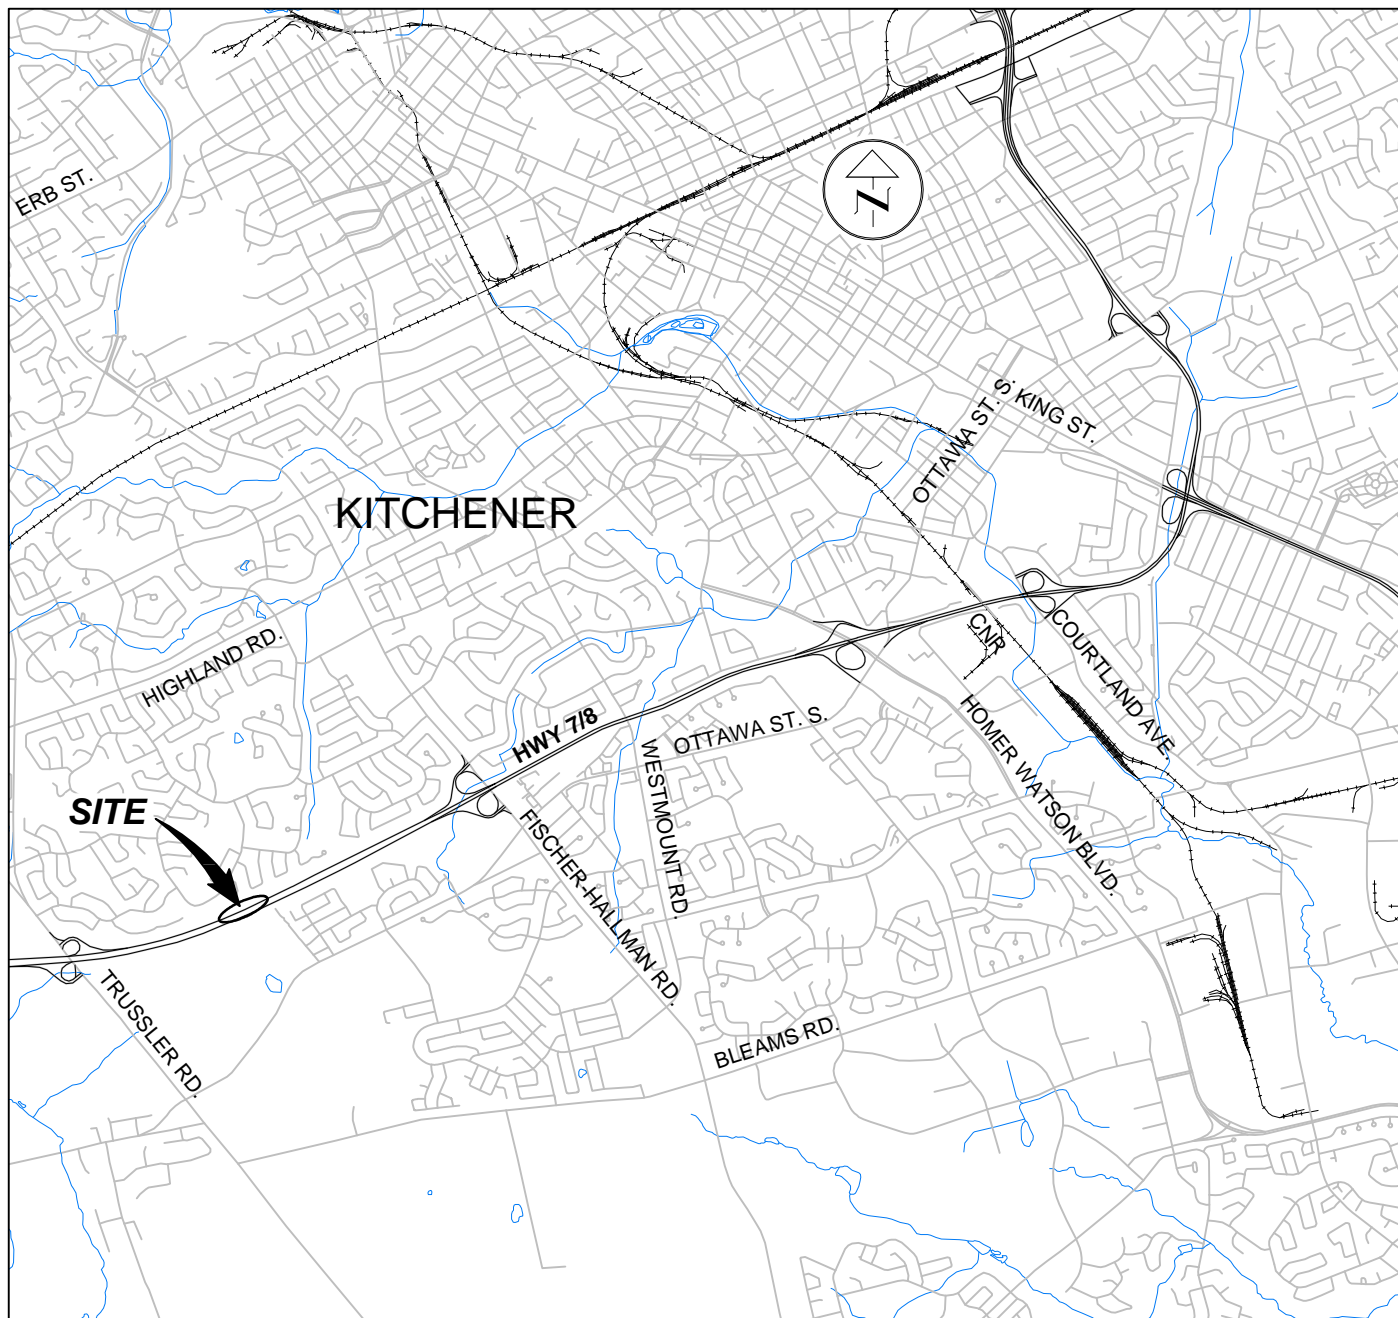 ERB ST.
N
OTTAWA ST. S.
KING ST.
KITCHENER
HIGHLAND RD.
CNR
COURTLAND AVE.
HWY 7/8
OTTAWA ST. S.
WESTMOUNT RD.
HOMER WATSON BLVD.
SITE
FISCHER-HALLMAN RD.
TRUSSLER RD.
BLEAMS RD.